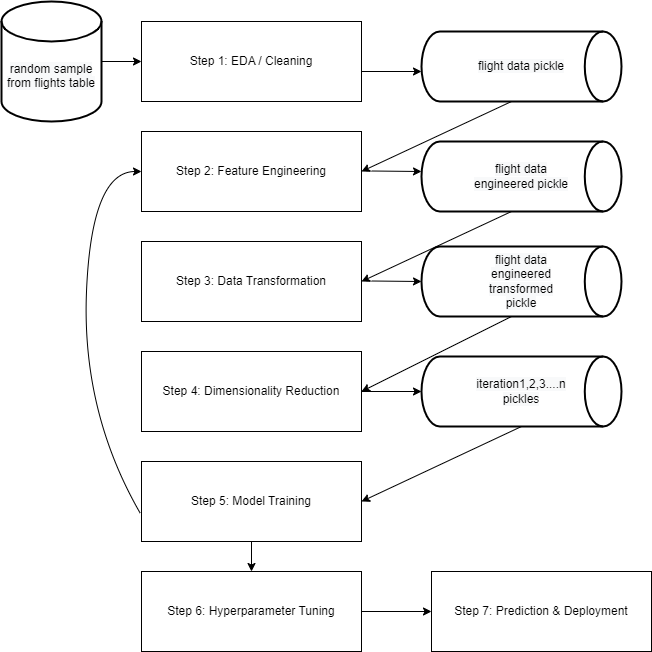 random sample
from flights table
Step 1: EDA / Cleaning
flight data pickle
Step 2: Feature Engineering
flight data
engineered pickle
Step 3: Data Transformation
flight data
engineered
transformed
pickle
Step 4: Dimensionality Reduction
iteration1,2,3....n
pickles
Step 5: Model Training
Step 6: Hyperparameter Tuning
Step 7: Prediction & Deployment